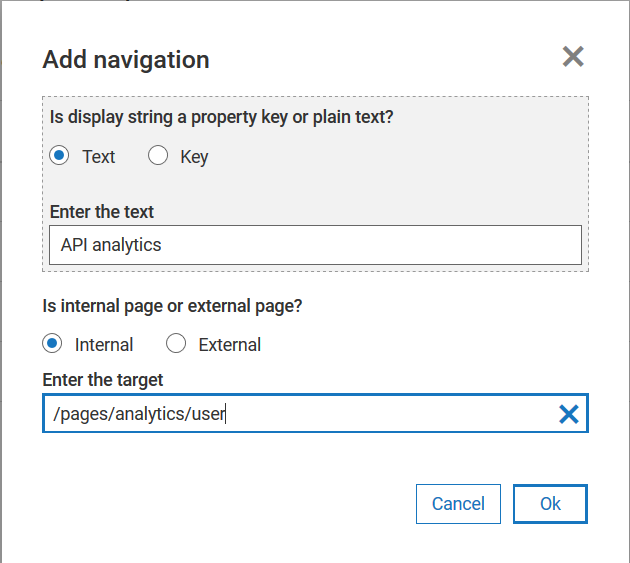 Add navigation
Is display string a property key or plain text?
Text Key
Enter the text
API analytics
Is internal page or external page?
Internal External
Enter the target
/pages/analytics/user
Cancel Ok